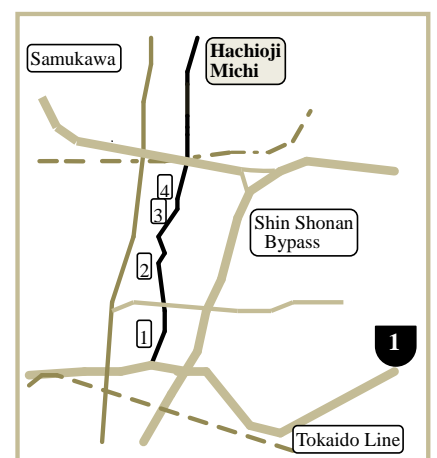 Samukawa
Hachioji
Michi
4
3
Shin Shonan
Bypass
2
1
1
Tokaido Line